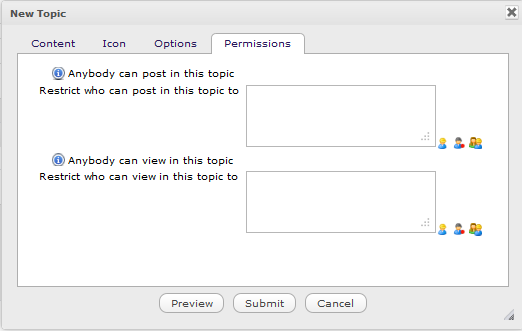 New Topic
Content Icon Options Permissions
Anybody can post in this topic
Restrict who can post in this topic to
Anybody can view in this topic
Restrict who can view in this topic to
Preview Submit Cancel